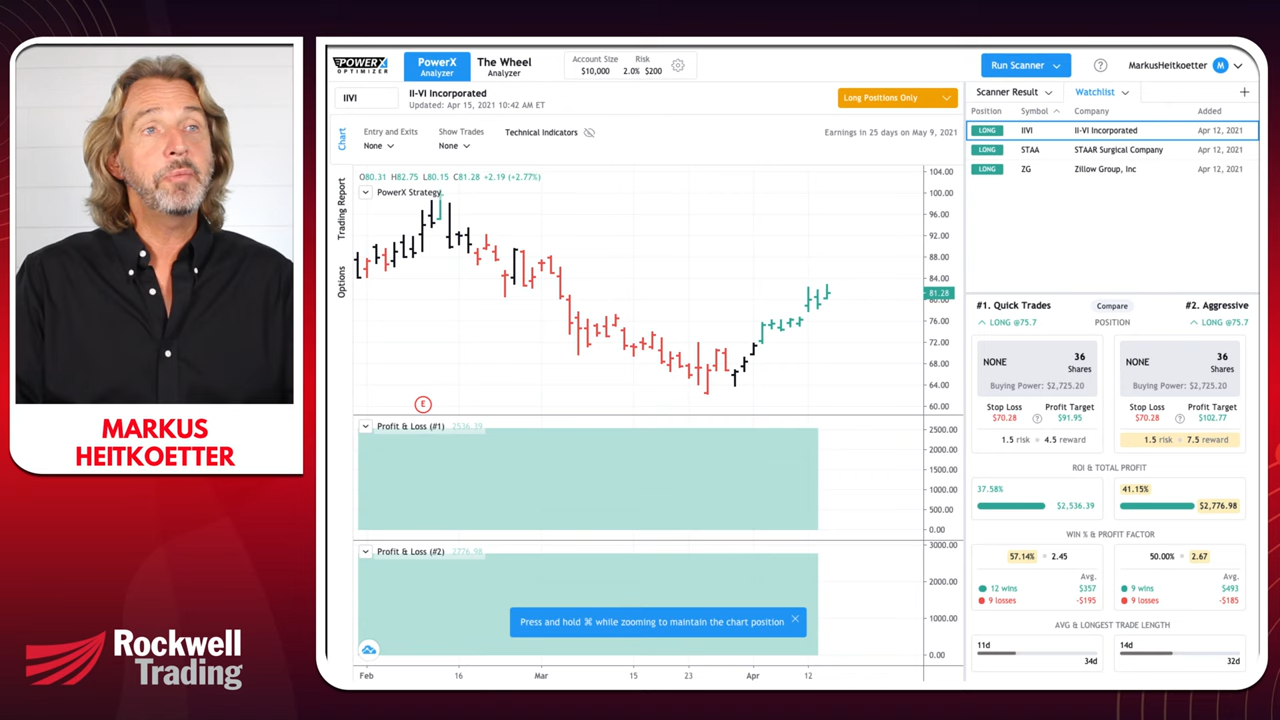 MARKUS
HEITKOETTER
Rockwell
Trading
POWERX
OPTIMIZER
PowerX
Analyzer
The Wheel
Analyzer
Account Size
$10,000
Risk
2.0% $200
Run Scanner
?
MarkusHeitkoetter M
IIVI
II-VI Incorporated
Updated: Apr 15, 2021 10:42 AM ET
Long Positions Only
Chart
Trading Report
Options
Entry and Exits
None
Show Trades
None
Technical Indicators
Earnings in 25 days on May 9, 2021
O80.31 H82.75 L80.15 C81.28 +2.19 (+2.77%)
PowerX Strategy
104.00
100.00
96.00
92.00
88.00
84.00
81.28
80.00
76.00
72.00
68.00
64.00
60.00
E
Profit & Loss (#1) 2536.39
2500.00
2000.00
1500.00
1000.00
500.00
0.00
Profit & Loss (#2) 2776.98
3000.00
2000.00
1000.00
0.00
Press and hold ⌘ while zooming to maintain the chart position ×
Feb 16 Mar 15 23 Apr 12
Scanner Result Watchlist +
Position Symbol Company Added
LONG IIVI II-VI Incorporated Apr 12, 2021
LONG STAA STAAR Surgical Company Apr 12, 2021
LONG ZG Zillow Group, Inc Apr 12, 2021
#1. Quick Trades Compare #2. Aggressive
LONG @75.7 POSITION LONG @75.7
NONE 36
Shares
Buying Power: $2,725.20
Stop Loss Profit Target
$70.28 ? $91.95
1.5 risk 4.5 reward
NONE 36
Shares
Buying Power: $2,725.20
Stop Loss Profit Target
$70.28 ? $102.77
1.5 risk 7.5 reward
ROI & TOTAL PROFIT
37.58%
$2,536.39
41.15%
$2,776.98
WIN % & PROFIT FACTOR
57.14% 2.45
Avg.
12 wins $357
9 losses -$195
50.00% 2.67
Avg.
9 wins $493
9 losses -$185
AVG & LONGEST TRADE LENGTH
11d
34d
14d
32d